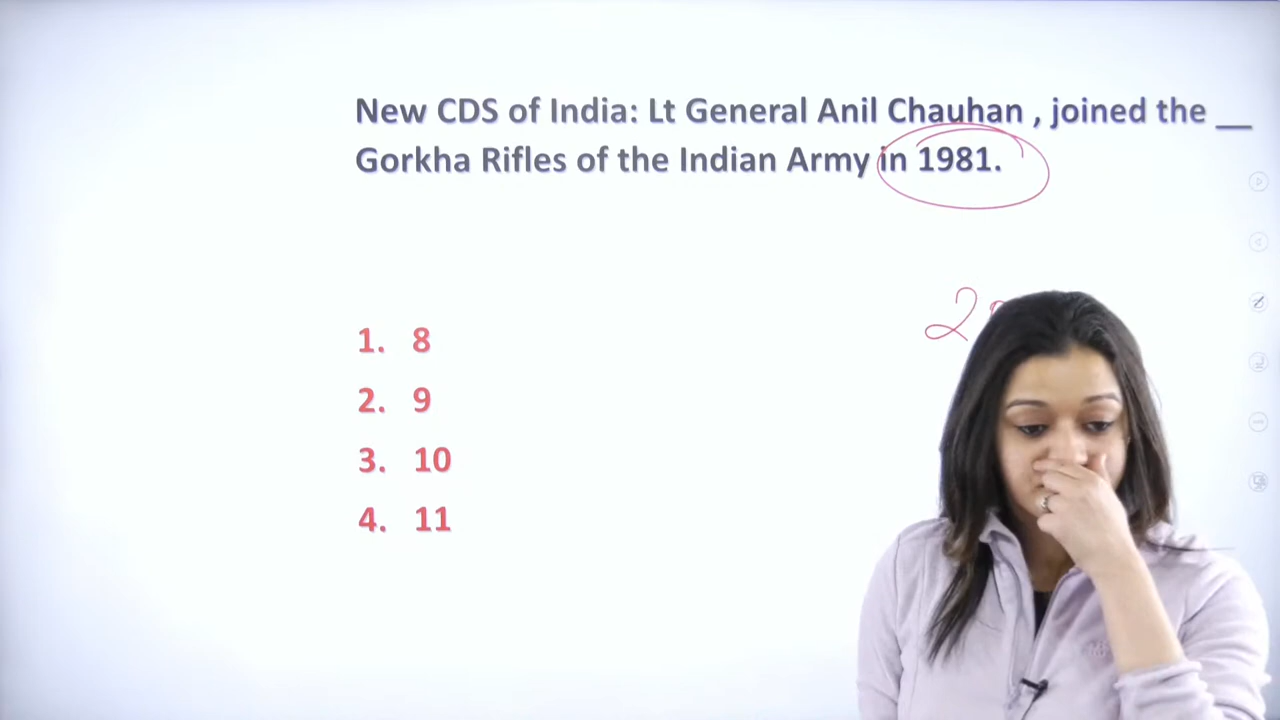 New CDS of India: Lt General Anil Chauhan , joined the __
Gorkha Rifles of the Indian Army in 1981.
1. 8
2. 9
3. 10
4. 11